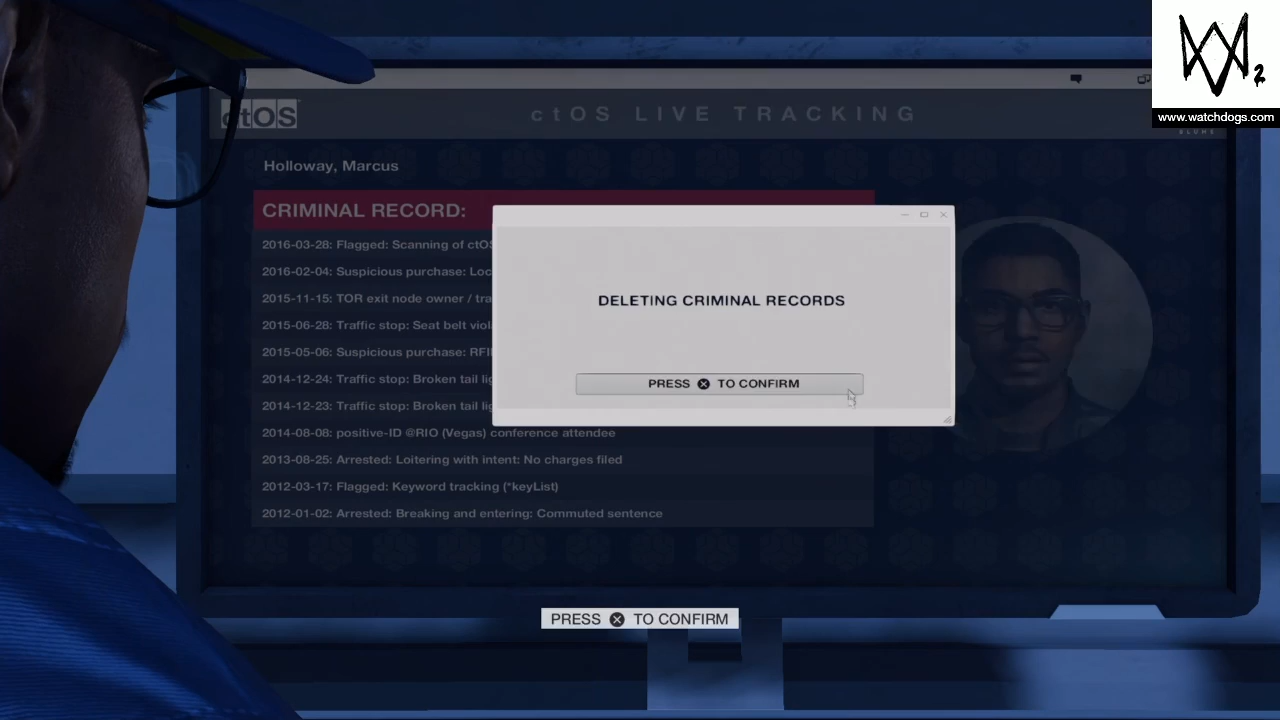 2
www.watchdogs.com
ctOS
ctOS LIVE TRACKING
BLUME
Holloway, Marcus
CRIMINAL RECORD:
2016-03-28: Flagged: Scanning of ctOS
2016-02-04: Suspicious purchase: Loc
2015-11-15: TOR exit node owner / tra
2015-06-28: Traffic stop: Seat belt viol
2015-05-06: Suspicious purchase: RFI
2014-12-24: Traffic stop: Broken tail lig
2014-12-23: Traffic stop: Broken tail lig
2014-08-08: positive-ID @RIO (Vegas) conference attendee
2013-08-25: Arrested: Loitering with intent: No charges filed
2012-03-17: Flagged: Keyword tracking (*keyList)
2012-01-02: Arrested: Breaking and entering: Commuted sentence
DELETING CRIMINAL RECORDS
PRESS ⓧ TO CONFIRM
PRESS ⓧ TO CONFIRM